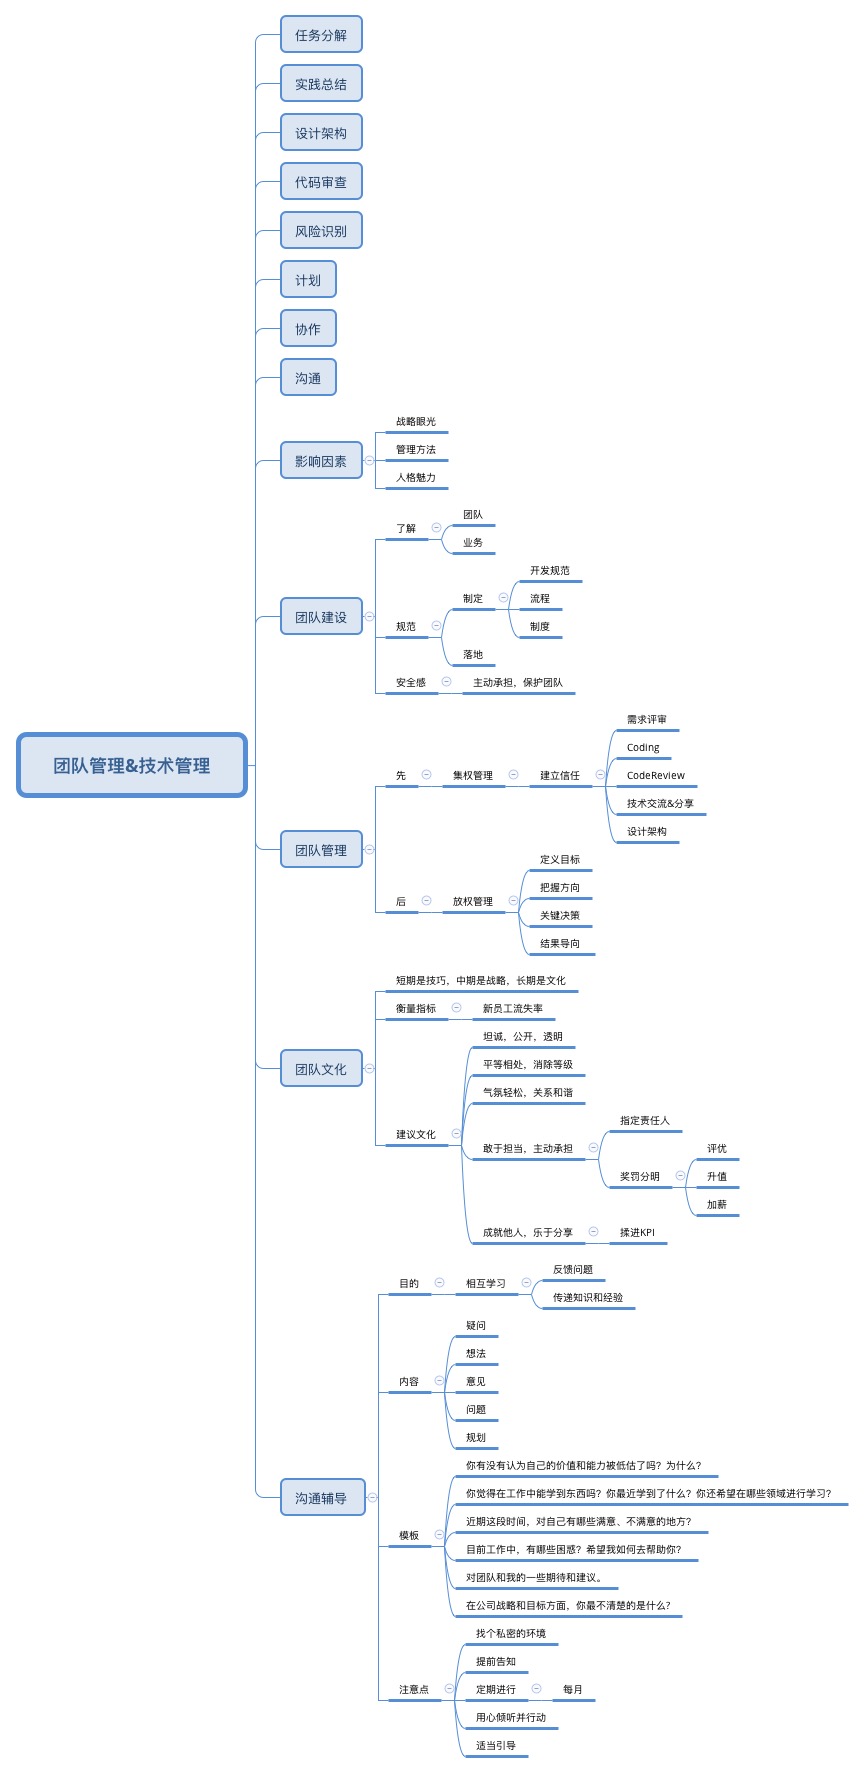 任务分解
实践总结
设计架构
代码审查
风险识别
计划
协作
沟通
影响因素
战略眼光
管理方法
人格魅力
团队建设
了解
团队
业务
规范
制定
开发规范
流程
制度
落地
安全感
主动承担，保护团队
团队管理&技术管理
团队管理
先
集权管理
建立信任
需求评审
Coding
CodeReview
技术交流&分享
设计架构
后
放权管理
定义目标
把握方向
关键决策
结果导向
团队文化
短期是技巧，中期是战略，长期是文化
衡量指标
新员工流失率
建议文化
坦诚，公开，透明
平等相处，消除等级
气氛轻松，关系和谐
敢于担当，主动承担
指定责任人
奖罚分明
评优
升值
加薪
成就他人，乐于分享
揉进KPI
沟通辅导
目的
相互学习
反馈问题
传递知识和经验
内容
疑问
想法
意见
问题
规划
模板
你有没有认为自己的价值和能力被低估了吗？为什么？
你觉得在工作中能学到东西吗？你最近学到了什么？你还希望在哪些领域进行学习？
近期这段时间，对自己有哪些满意、不满意的地方？
目前工作中，有哪些困惑？希望我如何去帮助你？
对团队和我的一些期待和建议。
在公司战略和目标方面，你最不清楚的是什么？
注意点
找个私密的环境
提前告知
定期进行
每月
用心倾听并行动
适当引导